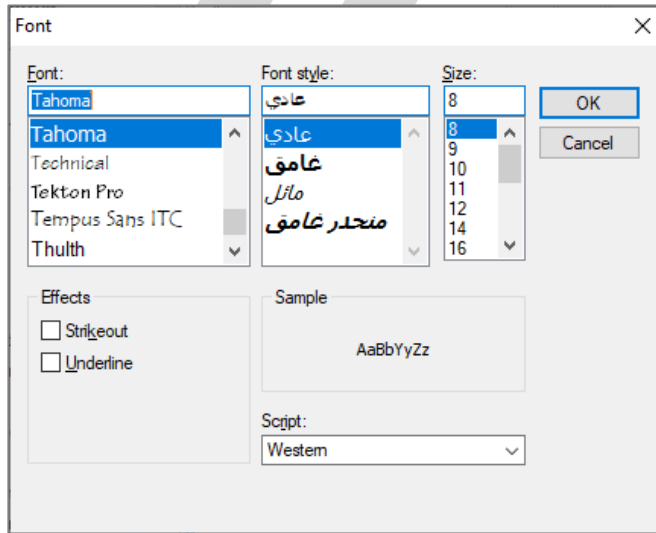 Font
Font:
Tahoma
Tahoma
Technical
Tekton Pro
Tempus Sans ITC
Thulth
Font style:
عادي
عادي
غامق
مائل
منحدر غامق
Size:
8
8
9
10
11
12
14
16
OK
Cancel
Effects
Strikeout
Underline
Sample
AaBbYyZz
Script:
Western